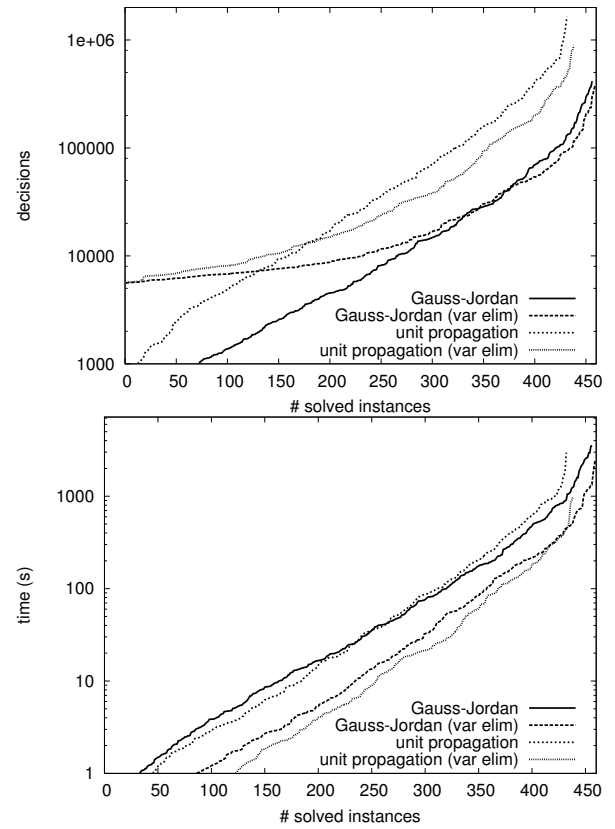 1e+06
100000
10000
1000
decisions
Gauss-Jordan
Gauss-Jordan (var elim)
unit propagation
unit propagation (var elim)
0 50 100 150 200 250 300 350 400 450
# solved instances
1000
100
10
1
time (s)
Gauss-Jordan
Gauss-Jordan (var elim)
unit propagation
unit propagation (var elim)
0 50 100 150 200 250 300 350 400 450
# solved instances